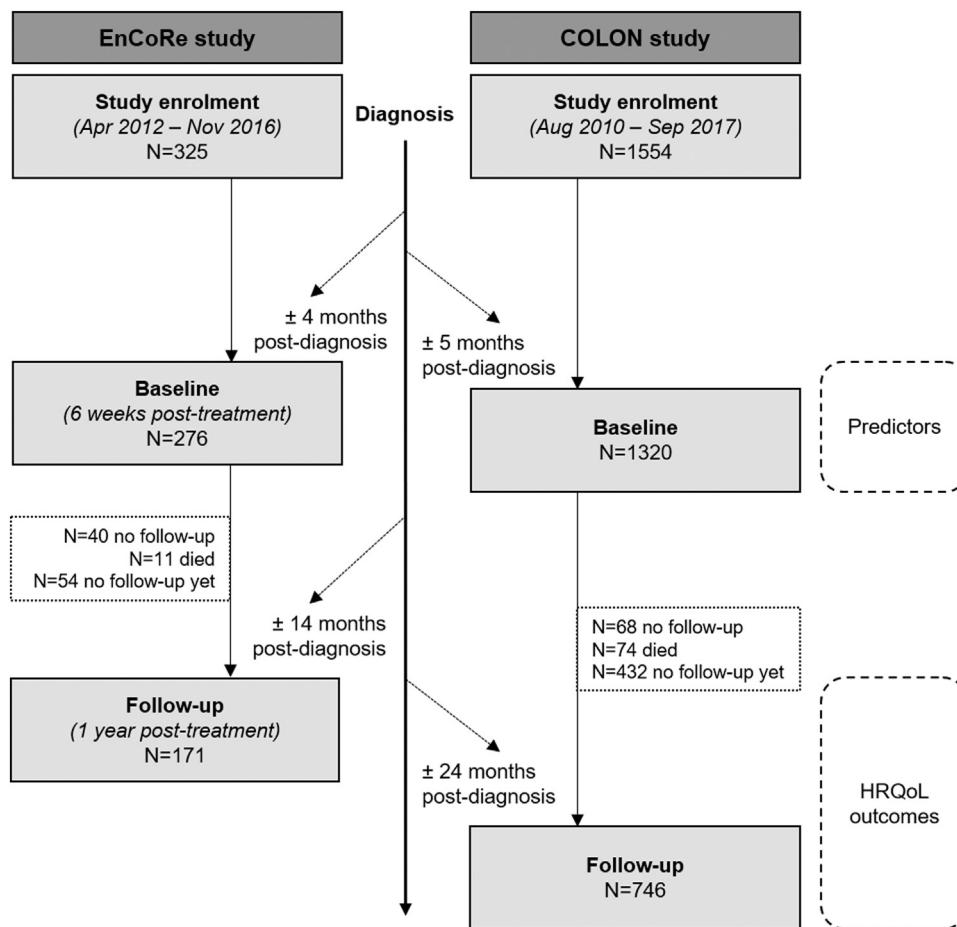 EnCoRe study
Study enrolment
(Apr 2012 – Nov 2016)
N=325
Diagnosis
COLON study
Study enrolment
(Aug 2010 – Sep 2017)
N=1554
± 4 months
post-diagnosis
± 5 months
post-diagnosis
Baseline
(6 weeks post-treatment)
N=276
Baseline
N=1320
Predictors
N=40 no follow-up
N=11 died
N=54 no follow-up yet
± 14 months
post-diagnosis
N=68 no follow-up
N=74 died
N=432 no follow-up yet
Follow-up
(1 year post-treatment)
N=171
± 24 months
post-diagnosis
HRQoL
outcomes
Follow-up
N=746